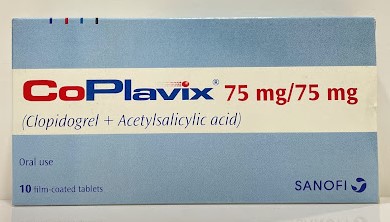 CoPlavix® 75 mg/75 mg
(Clopidogrel + Acetylsalicylic acid)
Oral use
10 film-coated tablets
SANOFI